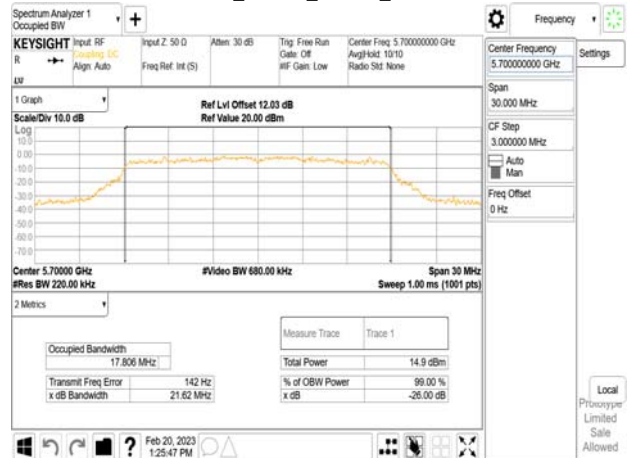 Spectrum Analyzer 1
Occupied BW
Frequency
KEYSIGHT
Input: RF
Coupling: DC
Align: Auto
Input Z: 50 Ω
Freq Ref: Int (S)
Atten: 30 dB
Trig: Free Run
Gate: Off
#IF Gain: Low
Center Freq: 5.700000000 GHz
Avg|Hold: 10/10
Radio Std: None
R
LVI
Center Frequency
5.700000000 GHz
Settings
Span
30.000 MHz
CF Step
3.000000 MHz
Auto
Man
Freq Offset
0 Hz
1 Graph
Scale/Div 10.0 dB
Ref Lvl Offset 12.03 dB
Ref Value 20.00 dBm
Log
10.0
0.00
-10.0
-20.0
-30.0
-40.0
-50.0
-60.0
-70.0
Center 5.70000 GHz
#Res BW 220.00 kHz
#Video BW 680.00 kHz
Span 30 MHz
Sweep 1.00 ms (1001 pts)
2 Metrics
Measure Trace Trace 1
Occupied Bandwidth
17.806 MHz
Total Power 14.9 dBm
Transmit Freq Error 142 Hz
% of OBW Power 99.00 %
x dB Bandwidth 21.62 MHz
x dB -26.00 dB
Local
Prototype
Limited
Sale
Allowed
Feb 20, 2023
1:25:47 PM